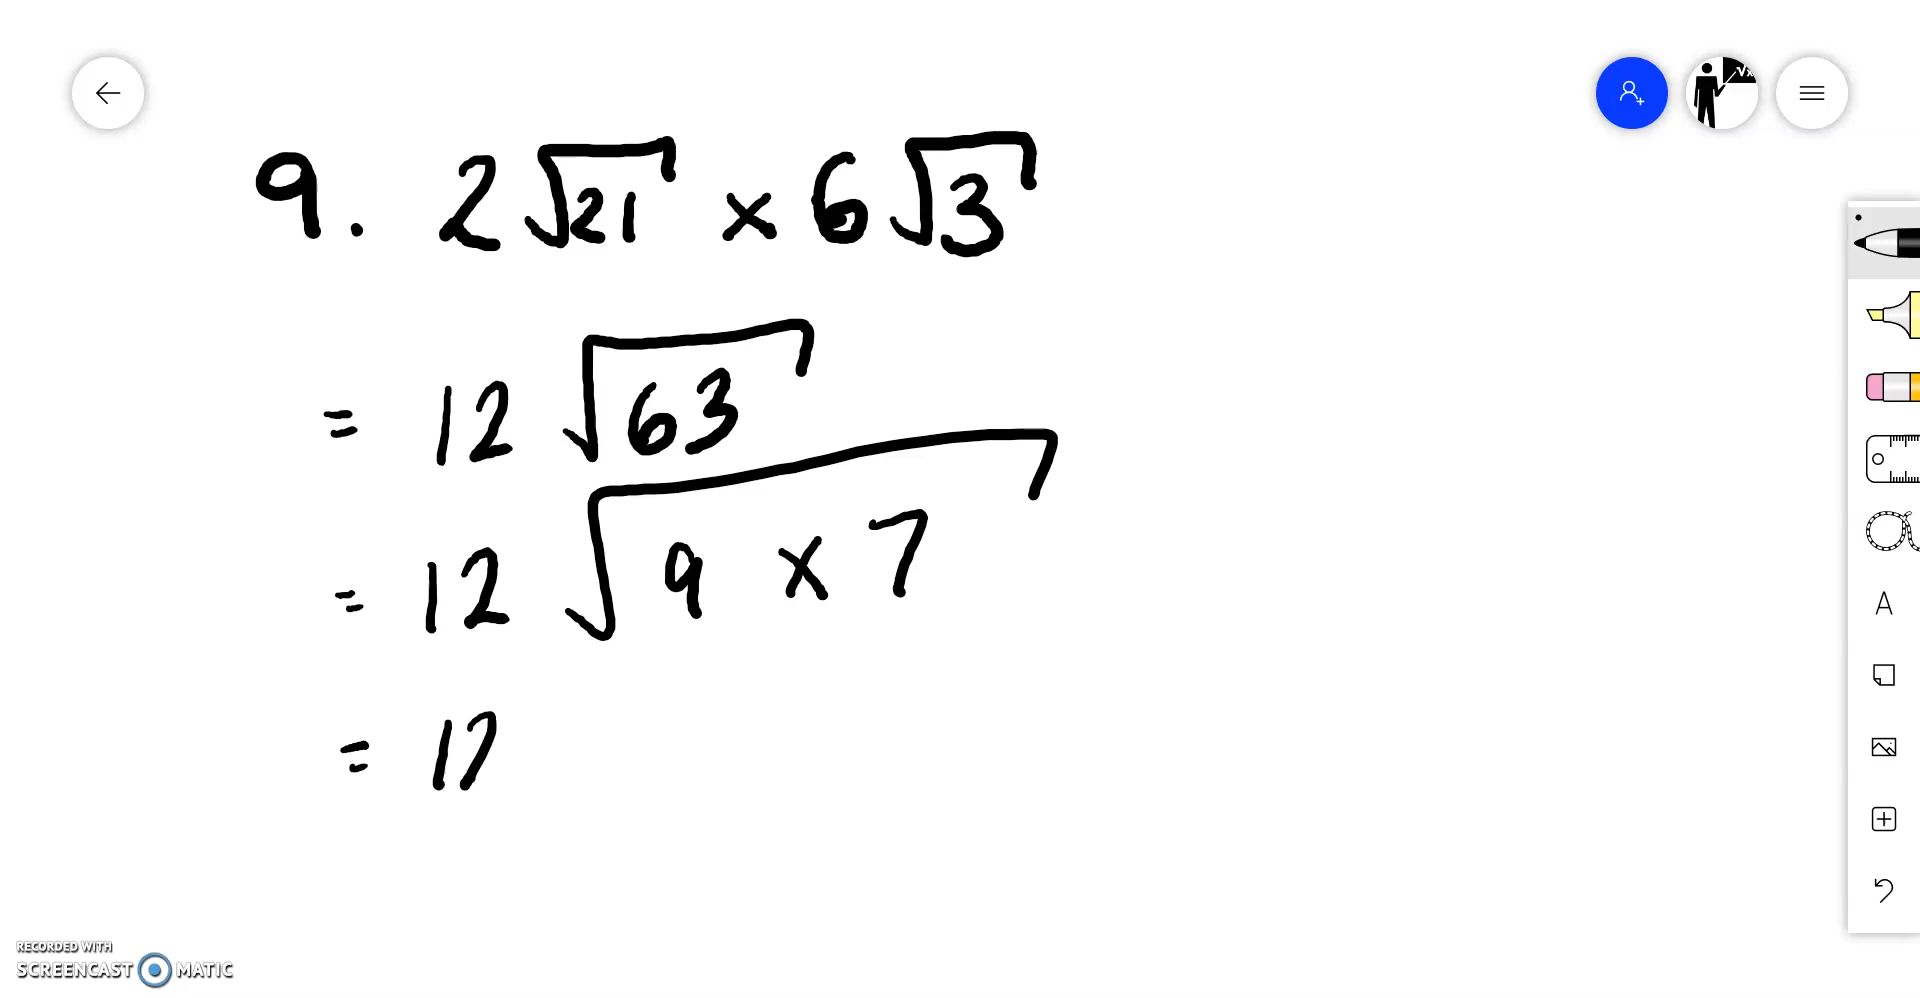 √x
9. 2√21 × 6√3
= 12√63
= 12√9 × 7
= 12
A
RECORDED WITH
SCREENCAST MATIC